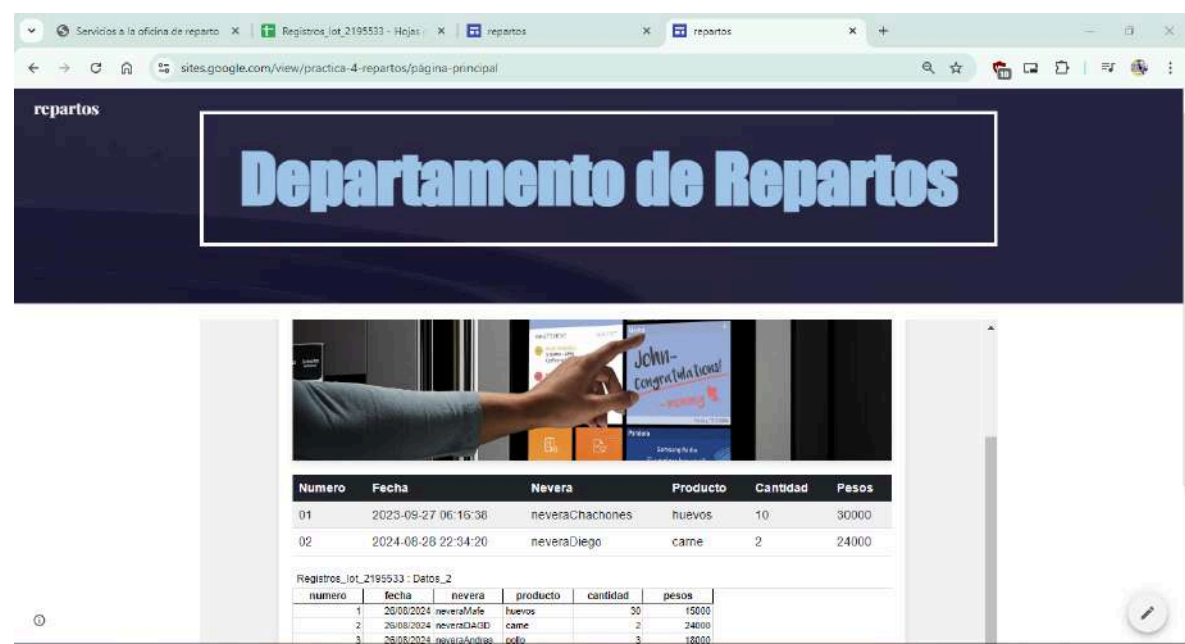 Servicios a la oficina de reparto
Registros_Iot_2195533 - Hojas
repartos
repartos
sites.google.com/view/practica-4-repartos/página-principal
10
repartos
Departamento de Repartos
John-
Congratulations!
-mommy
Numero Fecha Nevera Producto Cantidad Pesos
01 2023-09-27 06:16:38 neveraChachones huevos 10 30000
02 2024-08-28 22:34:20 neveraDiego carne 2 24000
Registros_Iot_2195533 : Datos_2
numero fecha nevera producto cantidad pesos
1 26/08/2024 neveraMafe huevos 30 15000
2 26/08/2024 neveraDAGD carne 2 24000
3 26/08/2024 neveraAndres pollo 3 18000